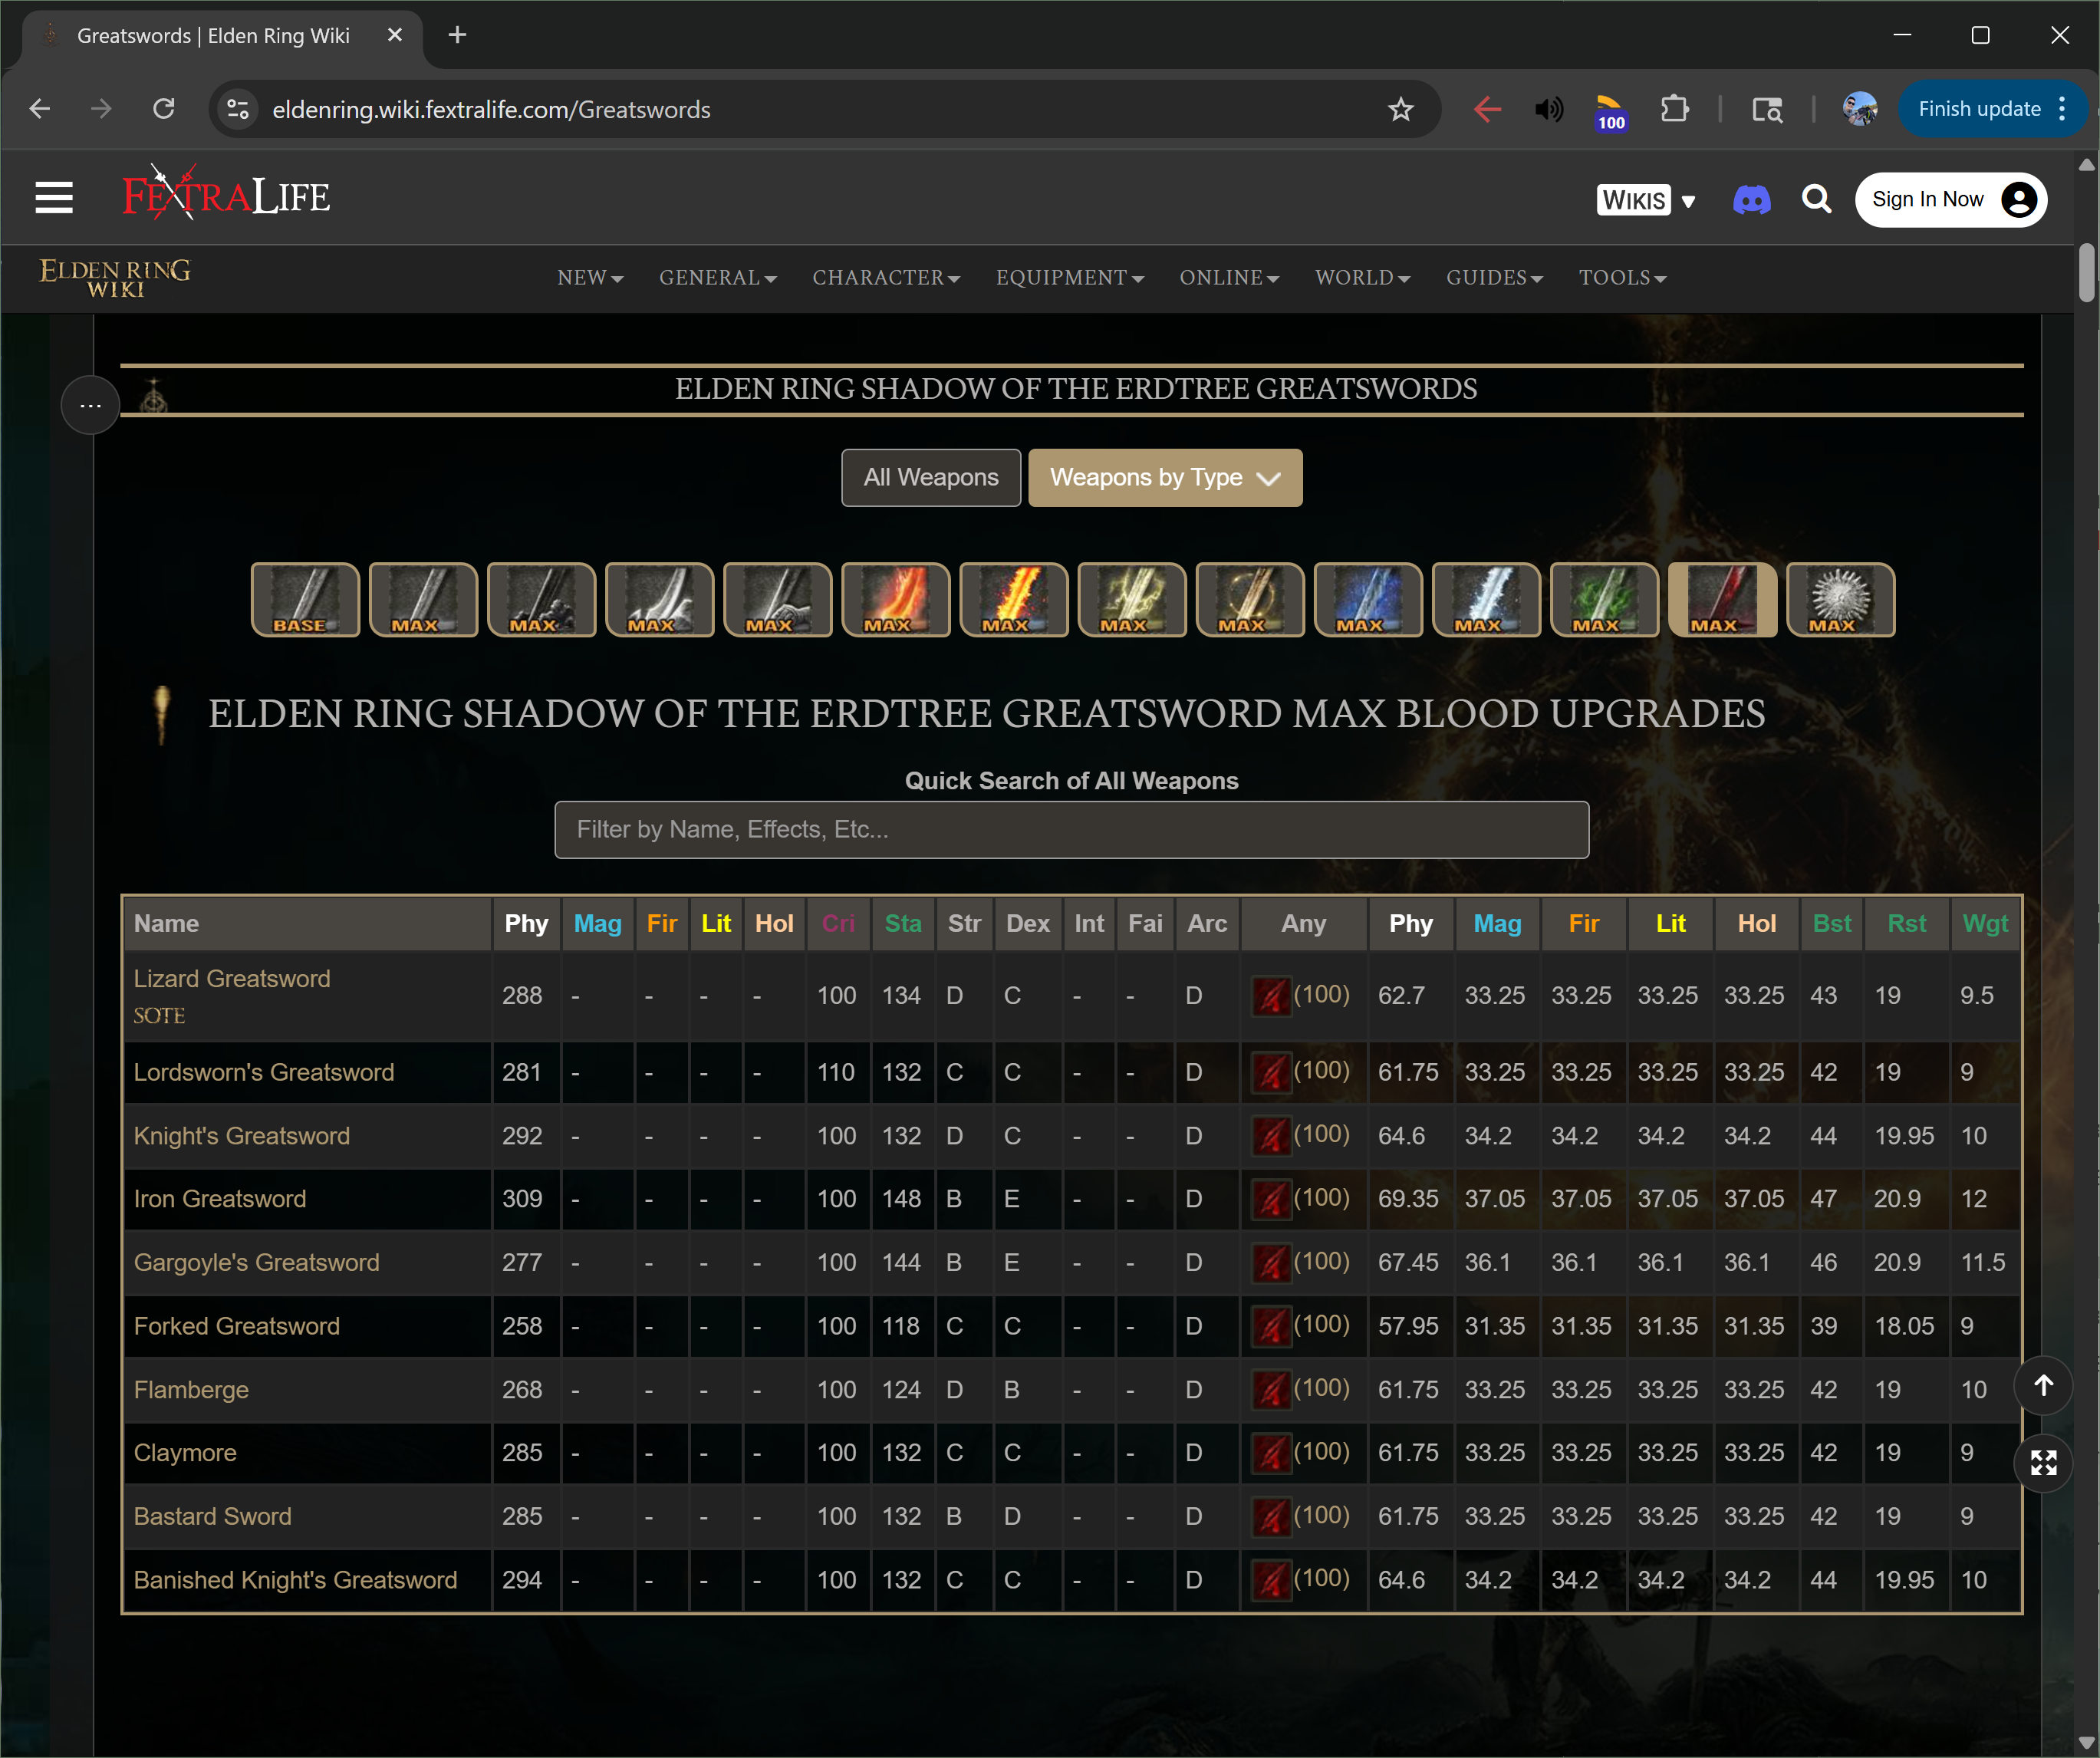 Greatswords | Elden Ring Wiki
eldenring.wiki.fextralife.com/Greatswords
100
Finish update
FEXTRALIFE
WIKIS ▼
Sign In Now
ELDEN RING
WIKI
NEW GENERAL CHARACTER EQUIPMENT ONLINE WORLD GUIDES TOOLS
...
ELDEN RING SHADOW OF THE ERDTREE GREATSWORDS
All Weapons Weapons by Type
BASE MAX MAX MAX MAX MAX MAX MAX MAX MAX MAX MAX MAX MAX
ELDEN RING SHADOW OF THE ERDTREE GREATSWORD MAX BLOOD UPGRADES
Quick Search of All Weapons
Filter by Name, Effects, Etc...
Name Phy Mag Fir Lit Hol Cri Sta Str Dex Int Fai Arc Any Phy Mag Fir Lit Hol Bst Rst Wgt
Lizard Greatsword
SOTE
288 - - - - 100 134 D C - - D (100) 62.7 33.25 33.25 33.25 33.25 43 19 9.5
Lordsworn's Greatsword 281 - - - - 110 132 C C - - D (100) 61.75 33.25 33.25 33.25 33.25 42 19 9
Knight's Greatsword 292 - - - - 100 132 D C - - D (100) 64.6 34.2 34.2 34.2 34.2 44 19.95 10
Iron Greatsword 309 - - - - 100 148 B E - - D (100) 69.35 37.05 37.05 37.05 37.05 47 20.9 12
Gargoyle's Greatsword 277 - - - - 100 144 B E - - D (100) 67.45 36.1 36.1 36.1 36.1 46 20.9 11.5
Forked Greatsword 258 - - - - 100 118 C C - - D (100) 57.95 31.35 31.35 31.35 31.35 39 18.05 9
Flamberge 268 - - - - 100 124 D B - - D (100) 61.75 33.25 33.25 33.25 33.25 42 19 10
Claymore 285 - - - - 100 132 C C - - D (100) 61.75 33.25 33.25 33.25 33.25 42 19 9
Bastard Sword 285 - - - - 100 132 B D - - D (100) 61.75 33.25 33.25 33.25 33.25 42 19 9
Banished Knight's Greatsword 294 - - - - 100 132 C C - - D (100) 64.6 34.2 34.2 34.2 34.2 44 19.95 10